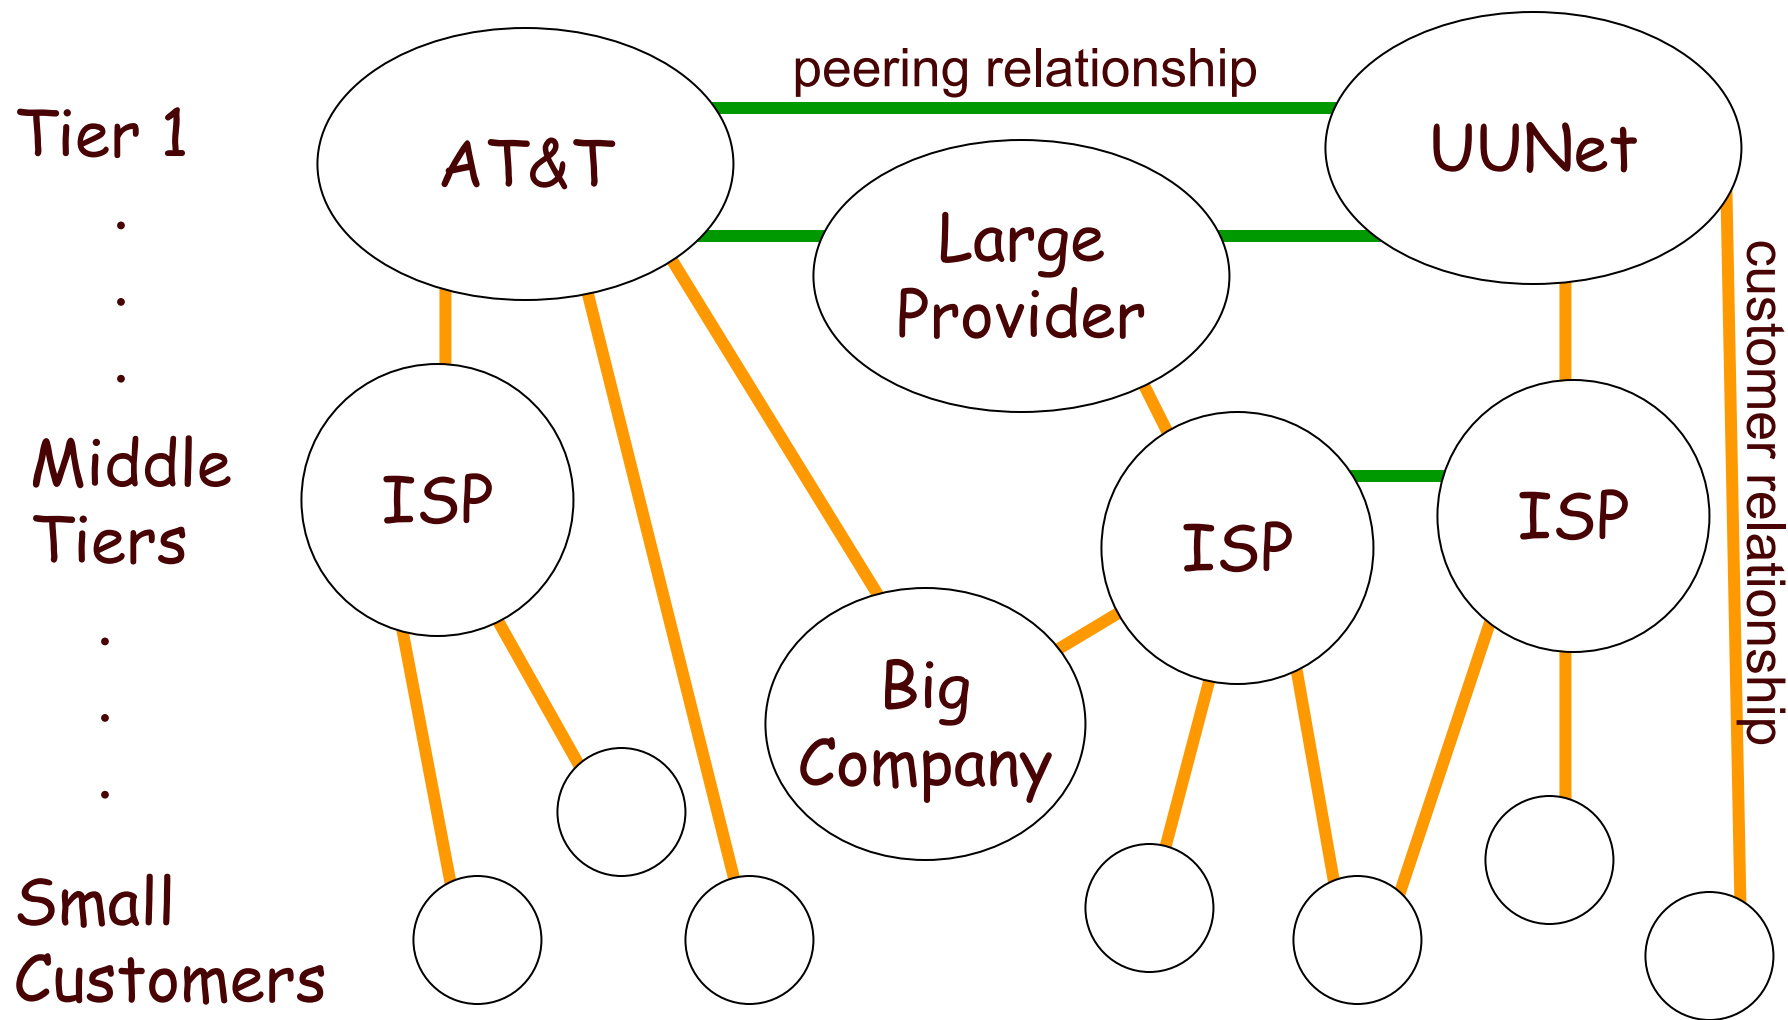 peering relationship
Tier 1
AT&T
UUNet
Large
Provider
customer relationship
Middle
Tiers
ISP
ISP
ISP
Big
Company
Small
Customers